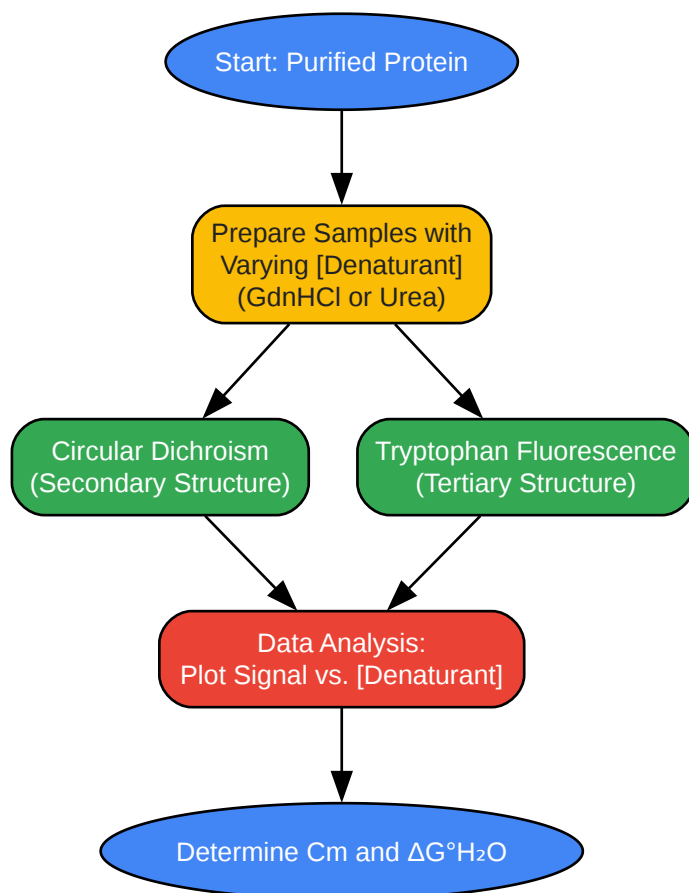 Start: Purified Protein
Prepare Samples with
Varying [Denaturant]
(GdnHCl or Urea)
Circular Dichroism
(Secondary Structure)
Tryptophan Fluorescence
(Tertiary Structure)
Data Analysis:
Plot Signal vs. [Denaturant]
Determine Cm and ΔG°H₂O